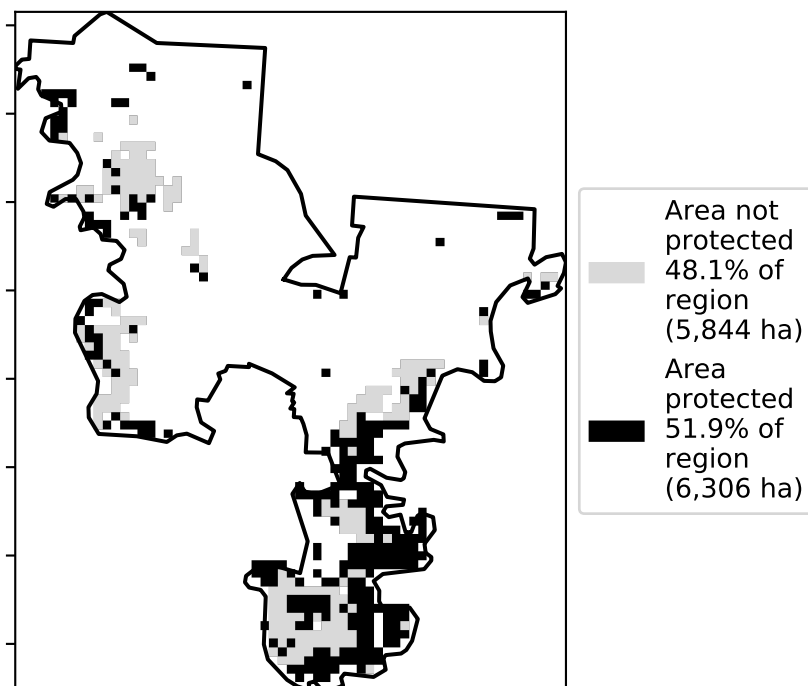 Area not
protected
48.1% of
region
(5,844 ha)
Area
protected
51.9% of
region
(6,306 ha)